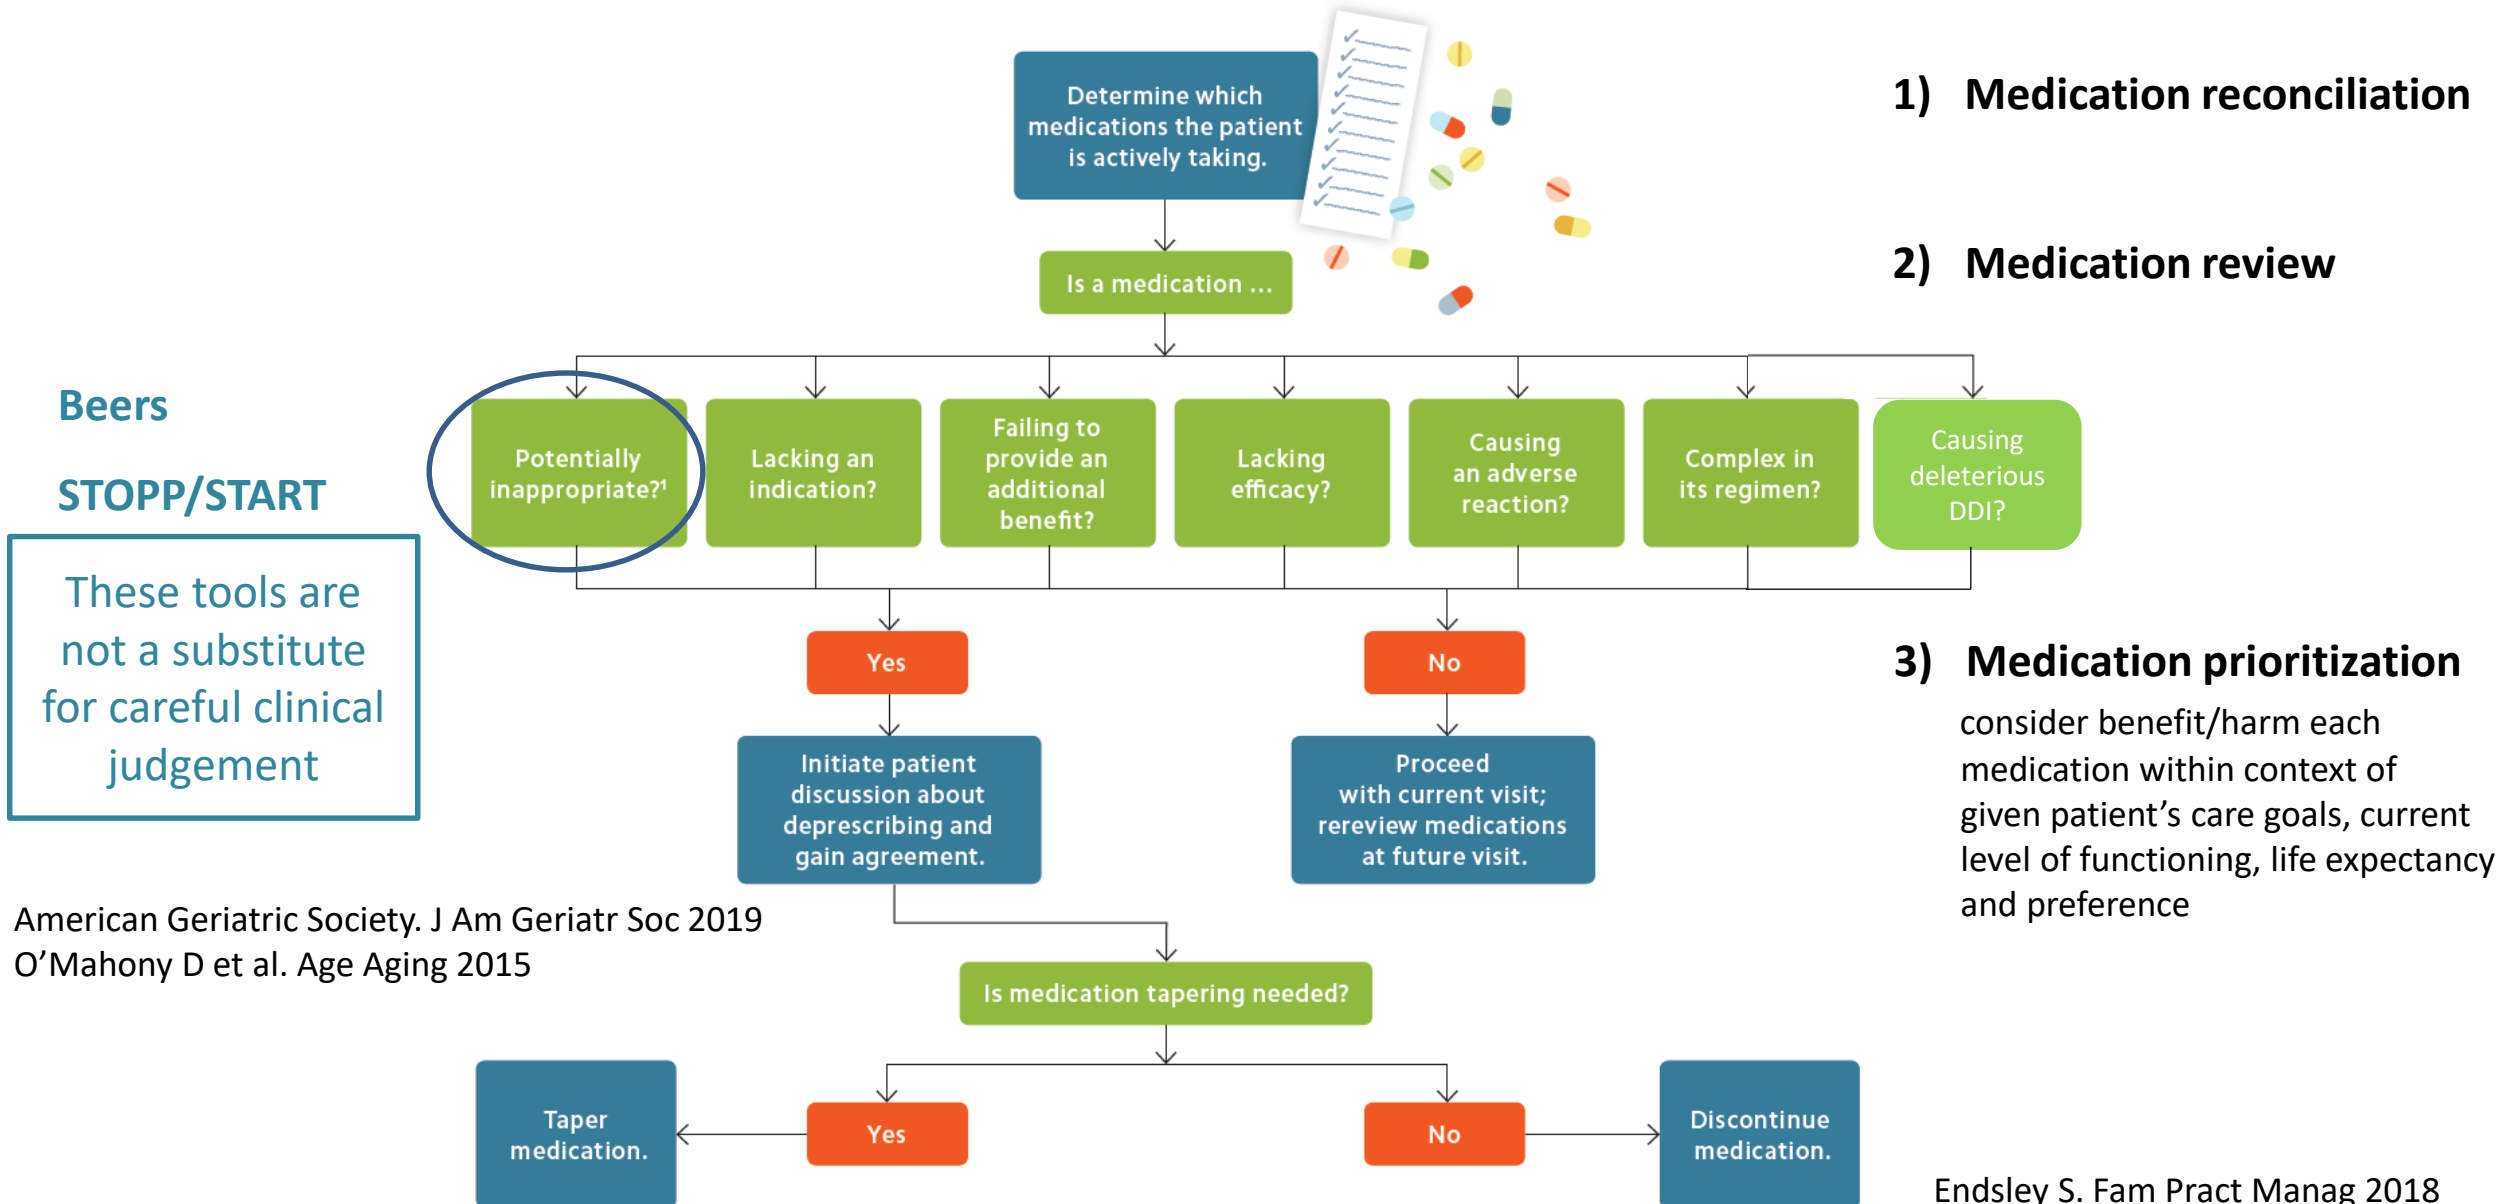 Determine which
medications the patient
is actively taking.
1) Medication reconciliation
Is a medication ...
2) Medication review
Beers
STOPP/START
These tools are
not a substitute
for careful clinical
judgement
Potentially
inappropriate?¹
Lacking an
indication?
Failing to
provide an
additional
benefit?
Lacking
efficacy?
Causing
an adverse
reaction?
Complex in
its regimen?
Causing
deleterious
DDI?
Yes
No
3) Medication prioritization
consider benefit/harm each
medication within context of
given patient’s care goals, current
level of functioning, life expectancy
and preference
Initiate patient
discussion about
deprescribing and
gain agreement.
Proceed
with current visit;
rereview medications
at future visit.
American Geriatric Society. J Am Geriatr Soc 2019
O’Mahony D et al. Age Aging 2015
Is medication tapering needed?
Taper
medication.
Yes
No
Discontinue
medication.
Endsley S. Fam Pract Manag 2018